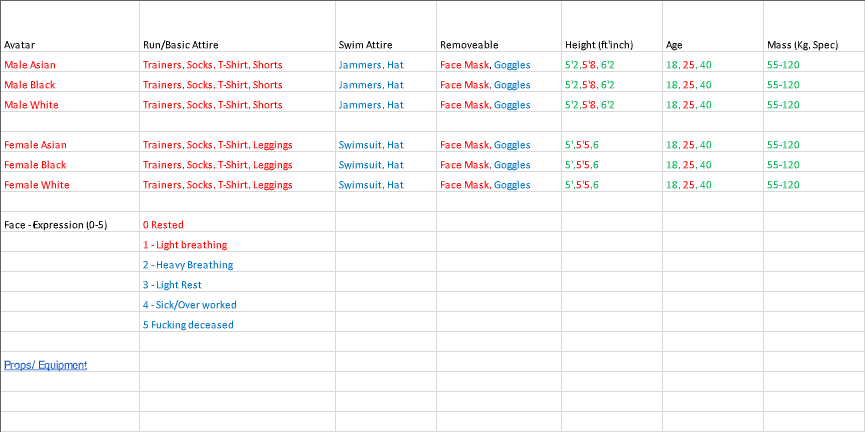 Avatar Run/Basic Attire Swim Attire Removeable Height (ft'inch) Age Mass (Kg, Spec)
Male Asian Trainers, Socks, T-Shirt, Shorts Jammers, Hat Face Mask, Goggles 5'2,5'8, 6'2 18, 25, 40 55-120
Male Black Trainers, Socks, T-Shirt, Shorts Jammers, Hat Face Mask, Goggles 5'2,5'8, 6'2 18, 25, 40 55-120
Male White Trainers, Socks, T-Shirt, Shorts Jammers, Hat Face Mask, Goggles 5'2,5'8, 6'2 18, 25, 40 55-120
Female Asian Trainers, Socks, T-Shirt, Leggings Swimsuit, Hat Face Mask, Goggles 5',5'5,6 18, 25, 40 55-120
Female Black Trainers, Socks, T-Shirt, Leggings Swimsuit, Hat Face Mask, Goggles 5',5'5,6 18, 25, 40 55-120
Female White Trainers, Socks, T-Shirt, Leggings Swimsuit, Hat Face Mask, Goggles 5',5'5,6 18, 25, 40 55-120
Face -Expression (0-5) 0 Rested
1 - Light breathing
2 - Heavy Breathing
3 - Light Rest
4 - Sick/Over worked
5 Fucking deceased
Props/ Equipment